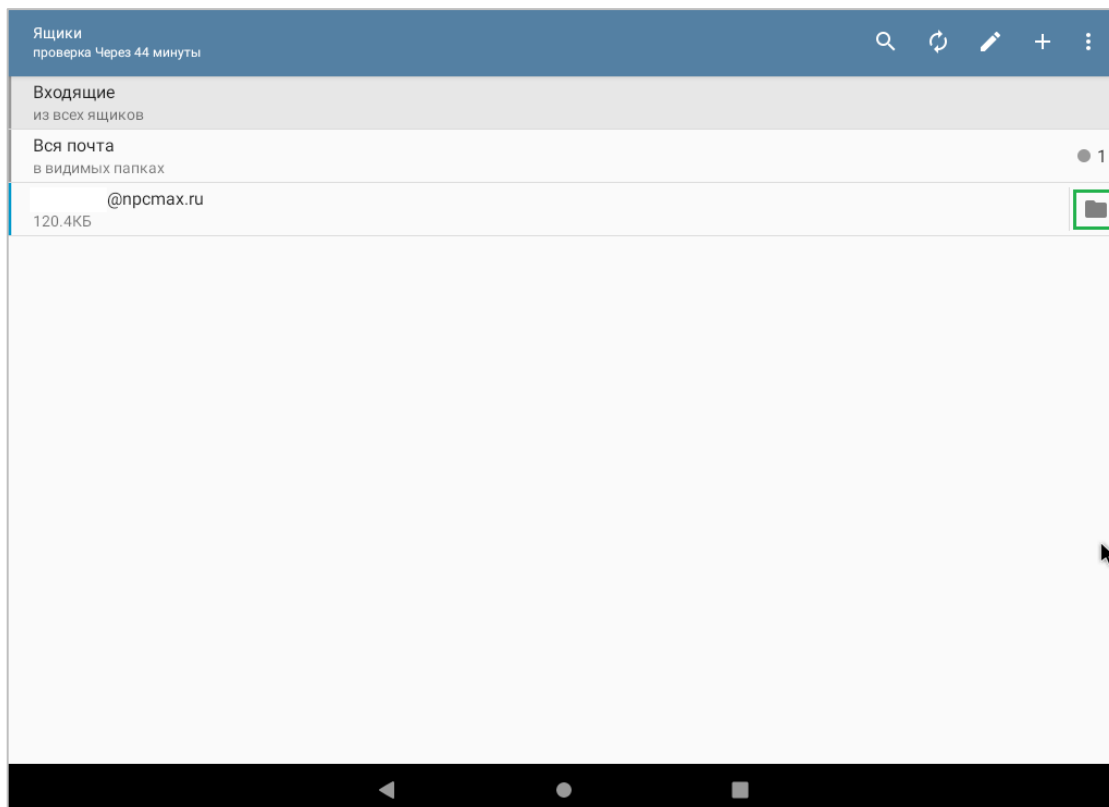 Ящики
проверка Через 44 минуты
Входящие
из всех ящиков
Вся почта
в видимых папках
1
@npcmax.ru
120.4КБ